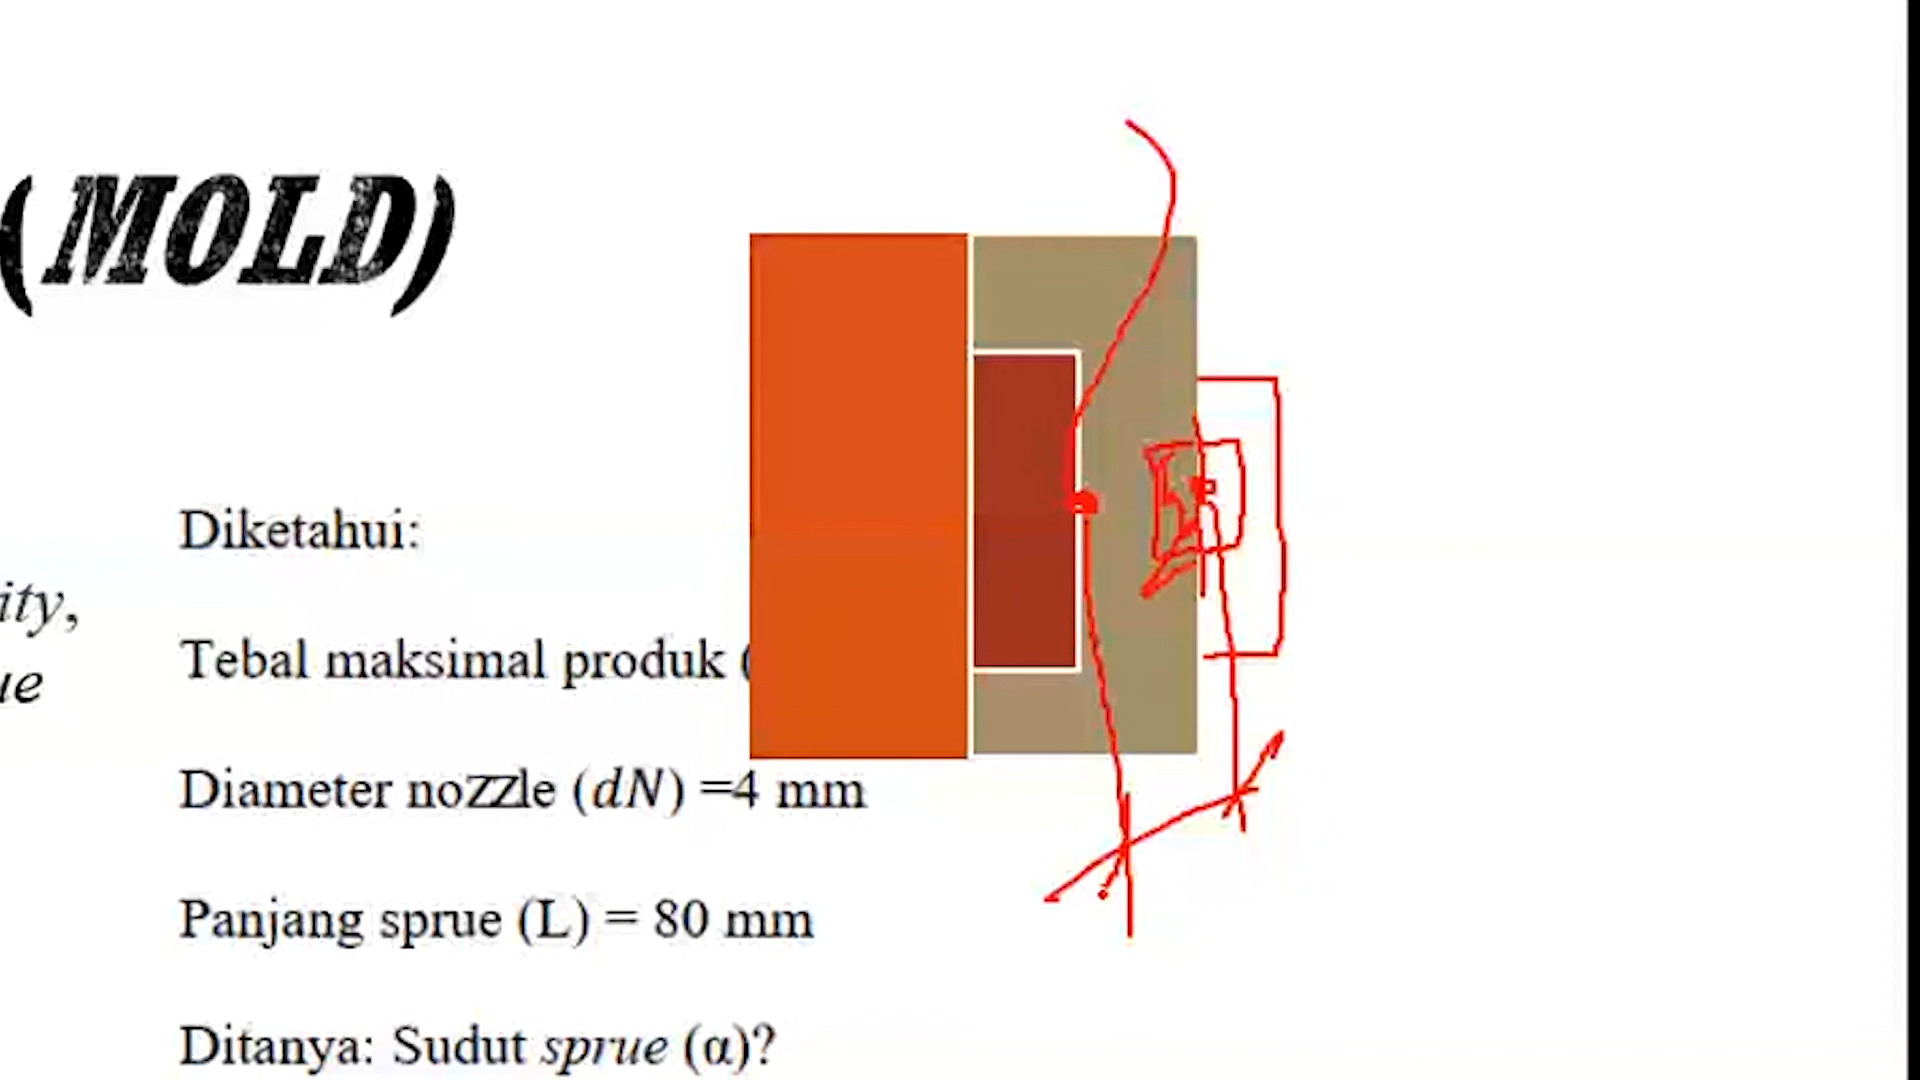 (MOLD)
Diketahui:
ity,
ue
Tebal maksimal produk (
Diameter nozzle (dN) =4 mm
Panjang sprue (L) = 80 mm
Ditanya: Sudut sprue (α)?